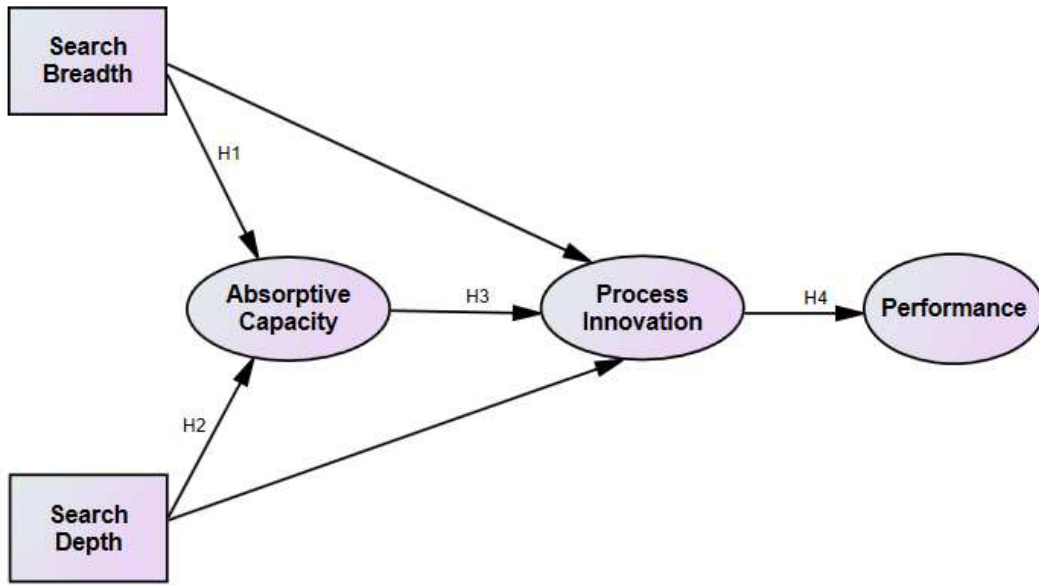 Search
Breadth
H1
Absorptive
Capacity
H3
Process
Innovation
H4
Performance
H2
Search
Depth